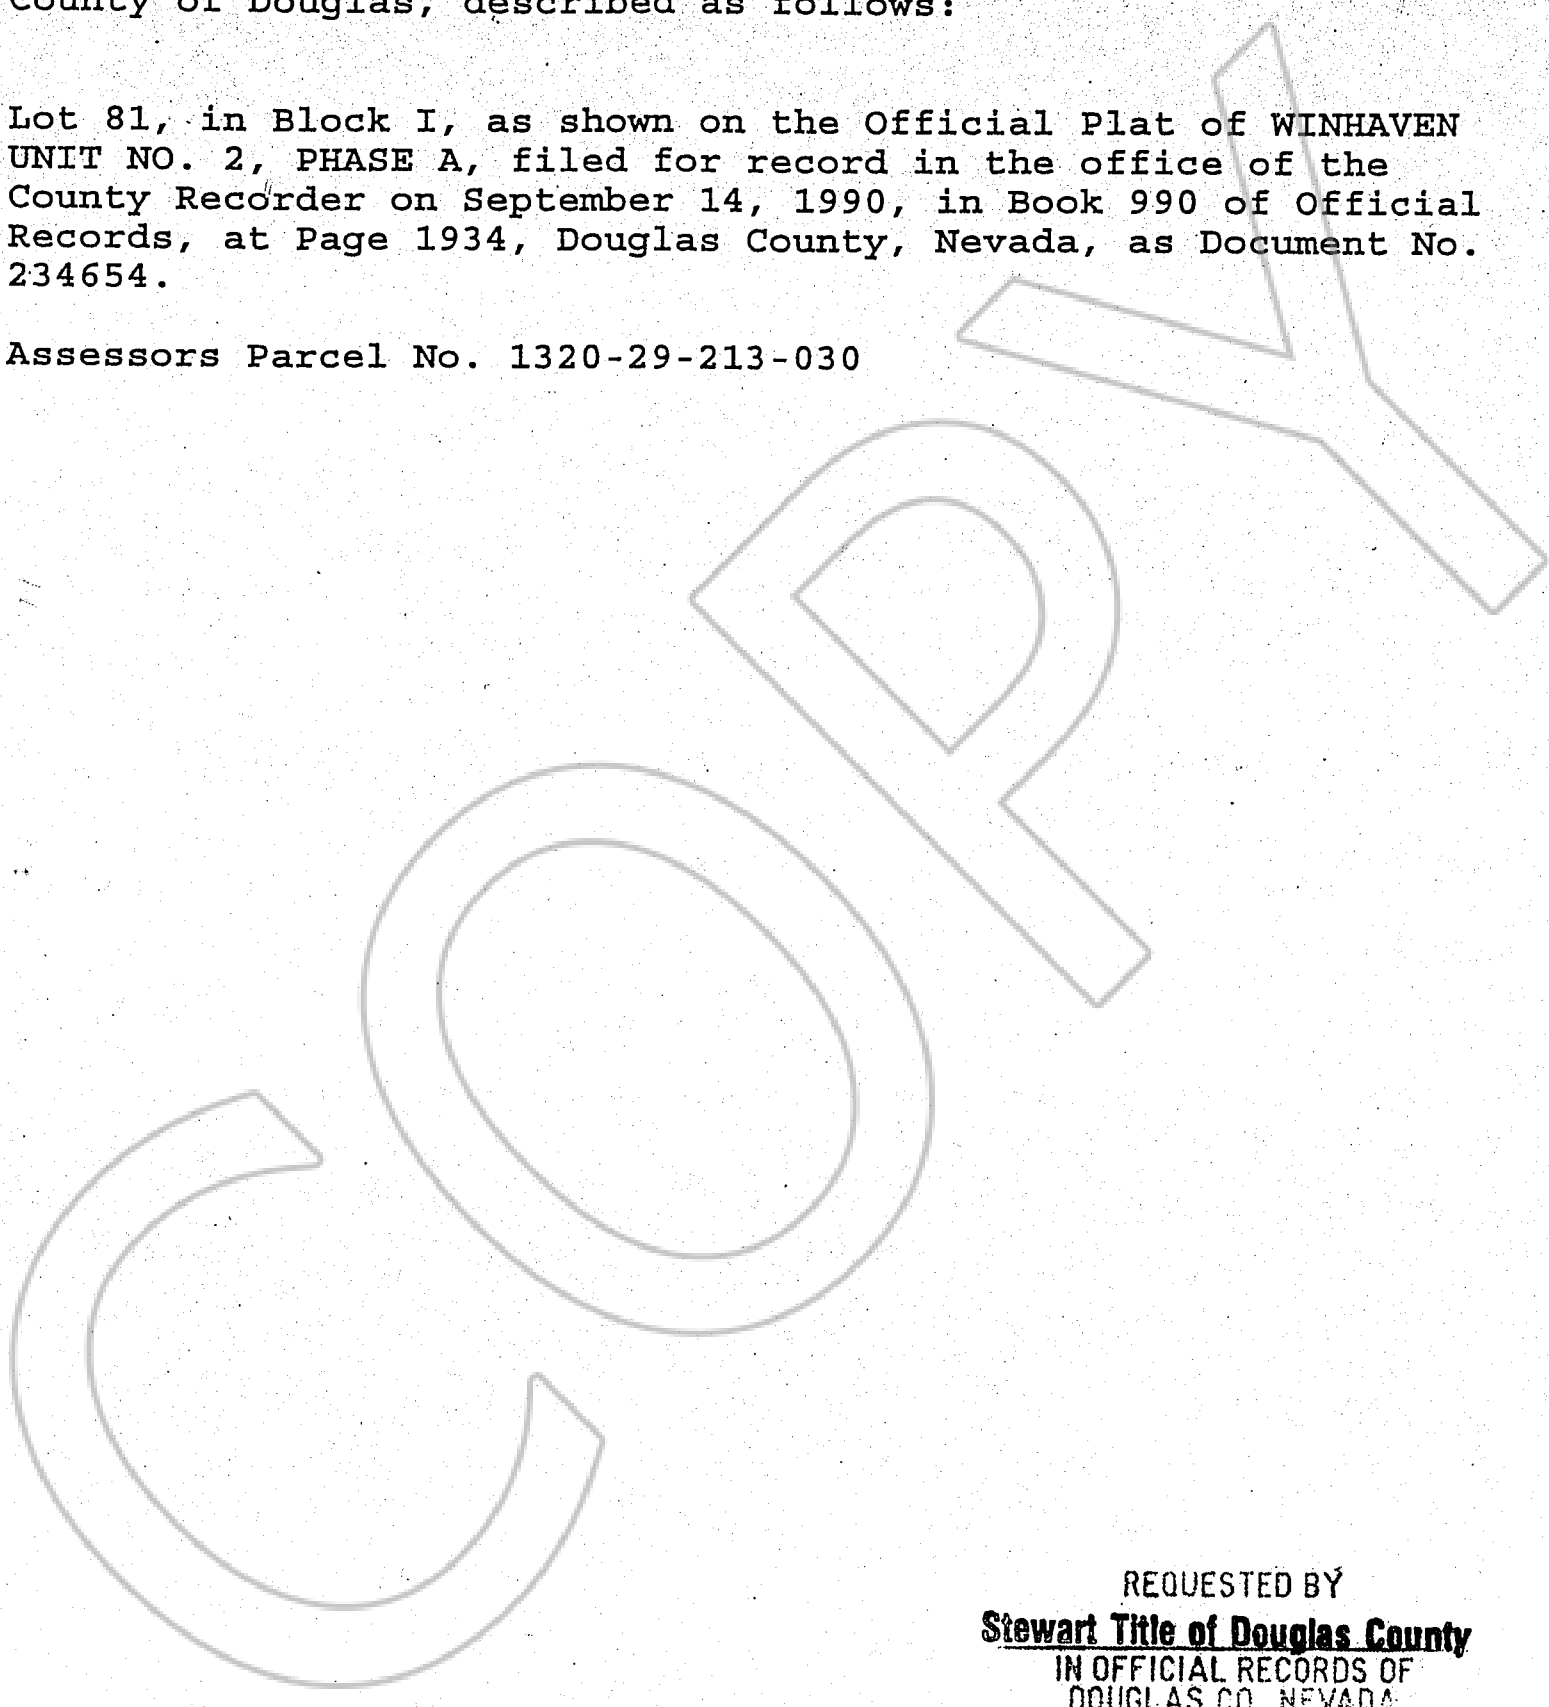 County of Douglas, described as follows:
Lot 81, in Block I, as shown on the Official Plat of WINHAVEN
UNIT NO. 2, PHASE A, filed for record in the office of the
County Recorder on September 14, 1990, in Book 990 of Official
Records, at Page 1934, Douglas County, Nevada, as Document No.
234654.
Assessors Parcel No. 1320-29-213-030
COPY
REQUESTED BY
Stewart Title of Douglas County
IN OFFICIAL RECORDS OF
DOUGLAS CO. NEVADA